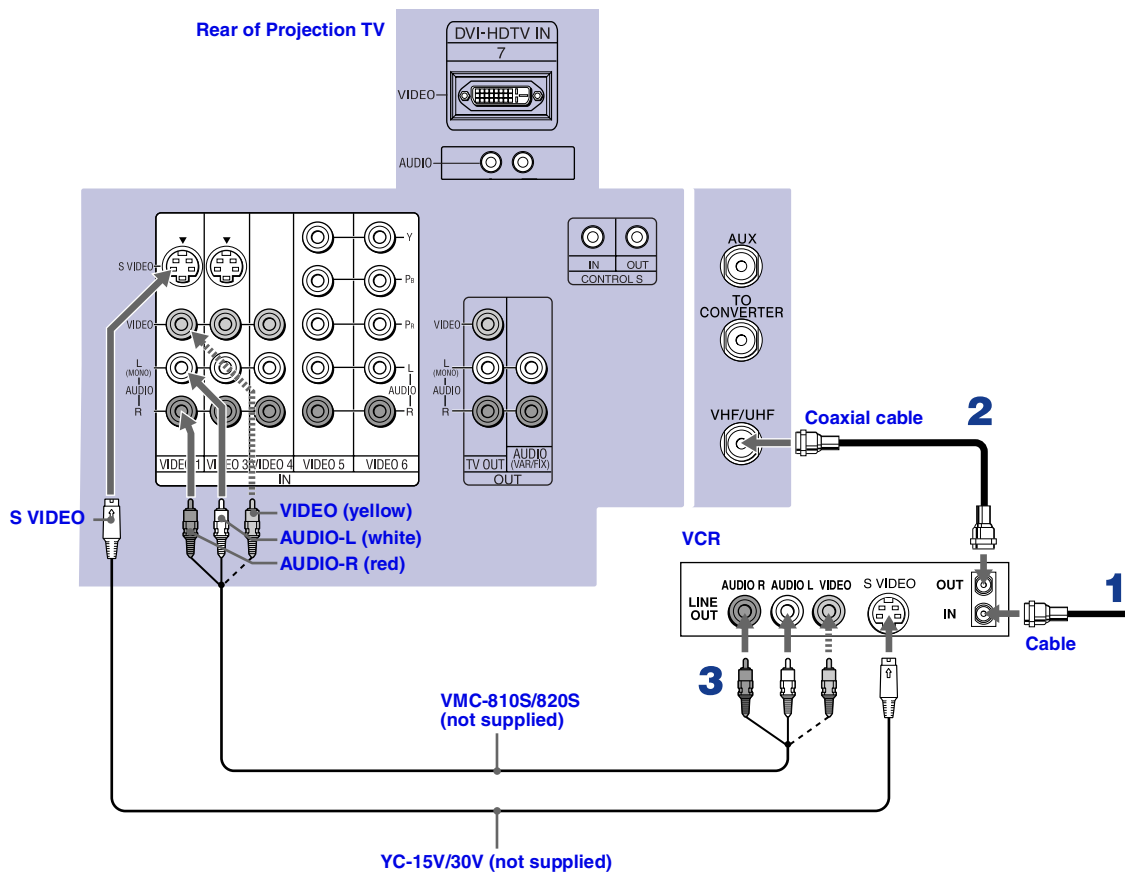 Rear of Projection TV
DVI-HDTV IN
7
VIDEO
AUDIO
S VIDEO
VIDEO
L
(MONO)
AUDIO
R
Y
PB
PR
L
AUDIO
R
VIDEO 1
VIDEO 3
VIDEO 4
VIDEO 5
VIDEO 6
IN
VIDEO
L
(MONO)
AUDIO
R
TV OUT
AUDIO
(VAR/FIX)
OUT
IN
OUT
CONTROL S
AUX
TO
CONVERTER
VHF/UHF
Coaxial cable
2
S VIDEO
VIDEO (yellow)
AUDIO-L (white)
AUDIO-R (red)
VCR
LINE
OUT
AUDIO R
AUDIO L
VIDEO
S VIDEO
OUT
IN
1
Cable
3
VMC-810S/820S
(not supplied)
YC-15V/30V (not supplied)